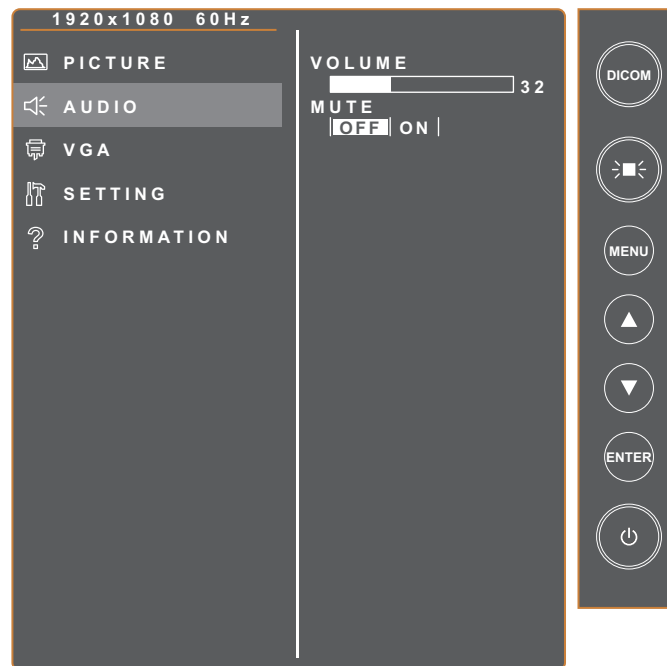 1920x1080 60Hz
PICTURE
AUDIO
VGA
SETTING
INFORMATION
VOLUME
32
MUTE
OFF ON
DICOM
MENU
ENTER